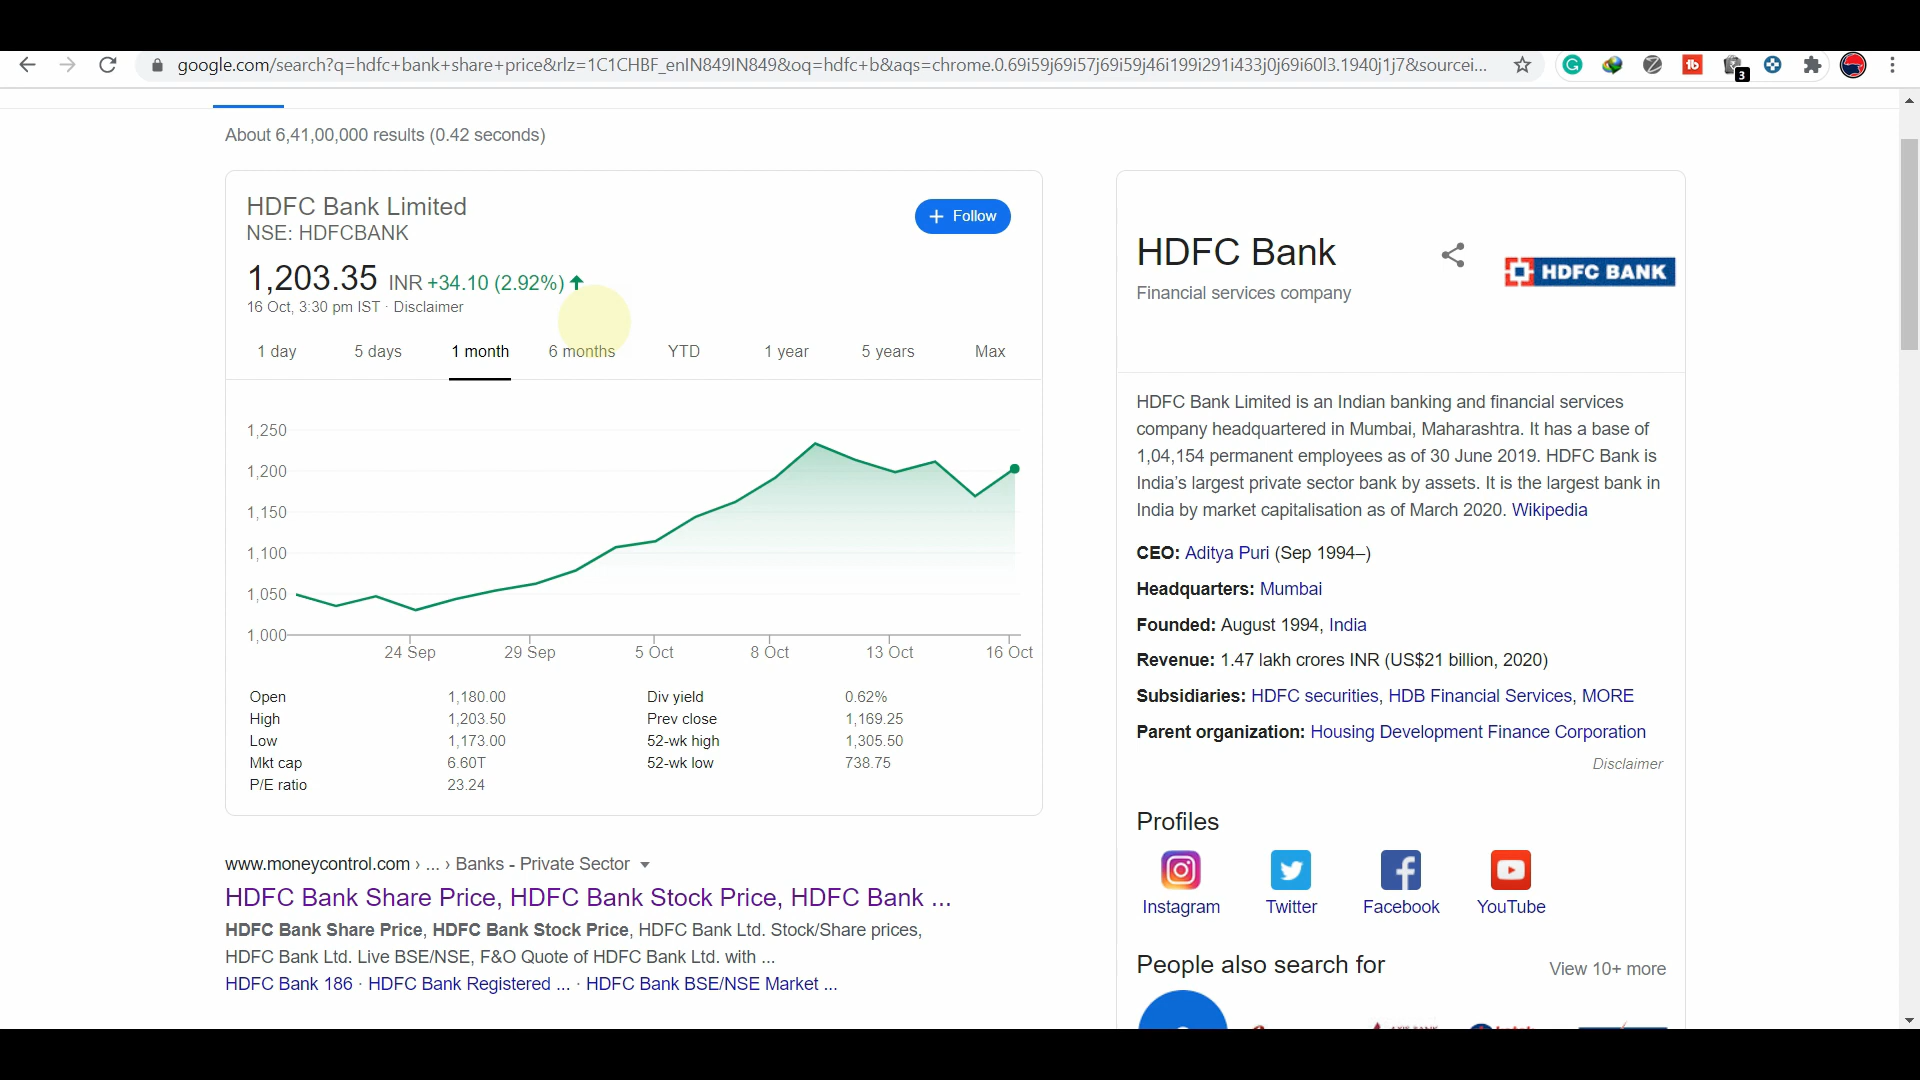 google.com/search?q=hdfc+bank+share+price&rlz=1C1CHBF_enIN849IN849&oq=hdfc+b&aqs=chrome.0.69i59j69i57j69i59j46i199i291i433j0j69i60l3.1940j1j7&sourcei...
3
About 6,41,00,000 results (0.42 seconds)
HDFC Bank Limited
NSE: HDFCBANK
+ Follow
1,203.35 INR +34.10 (2.92%)
16 Oct, 3:30 pm IST · Disclaimer
1 day 5 days 1 month 6 months YTD 1 year 5 years Max
1,250
1,200
1,150
1,100
1,050
1,000
24 Sep 29 Sep 5 Oct 8 Oct 13 Oct 16 Oct
Open 1,180.00 Div yield 0.62%
High 1,203.50 Prev close 1,169.25
Low 1,173.00 52-wk high 1,305.50
Mkt cap 6.60T 52-wk low 738.75
P/E ratio 23.24
www.moneycontrol.com › ... › Banks - Private Sector
HDFC Bank Share Price, HDFC Bank Stock Price, HDFC Bank ...
HDFC Bank Share Price, HDFC Bank Stock Price, HDFC Bank Ltd. Stock/Share prices,
HDFC Bank Ltd. Live BSE/NSE, F&O Quote of HDFC Bank Ltd. with ...
HDFC Bank 186 · HDFC Bank Registered ... · HDFC Bank BSE/NSE Market ...
HDFC Bank
Financial services company
HDFC BANK
HDFC Bank Limited is an Indian banking and financial services
company headquartered in Mumbai, Maharashtra. It has a base of
1,04,154 permanent employees as of 30 June 2019. HDFC Bank is
India's largest private sector bank by assets. It is the largest bank in
India by market capitalisation as of March 2020. Wikipedia
CEO: Aditya Puri (Sep 1994–)
Headquarters: Mumbai
Founded: August 1994, India
Revenue: 1.47 lakh crores INR (US$21 billion, 2020)
Subsidiaries: HDFC securities, HDB Financial Services, MORE
Parent organization: Housing Development Finance Corporation
Disclaimer
Profiles
Instagram Twitter Facebook YouTube
People also search for
View 10+ more